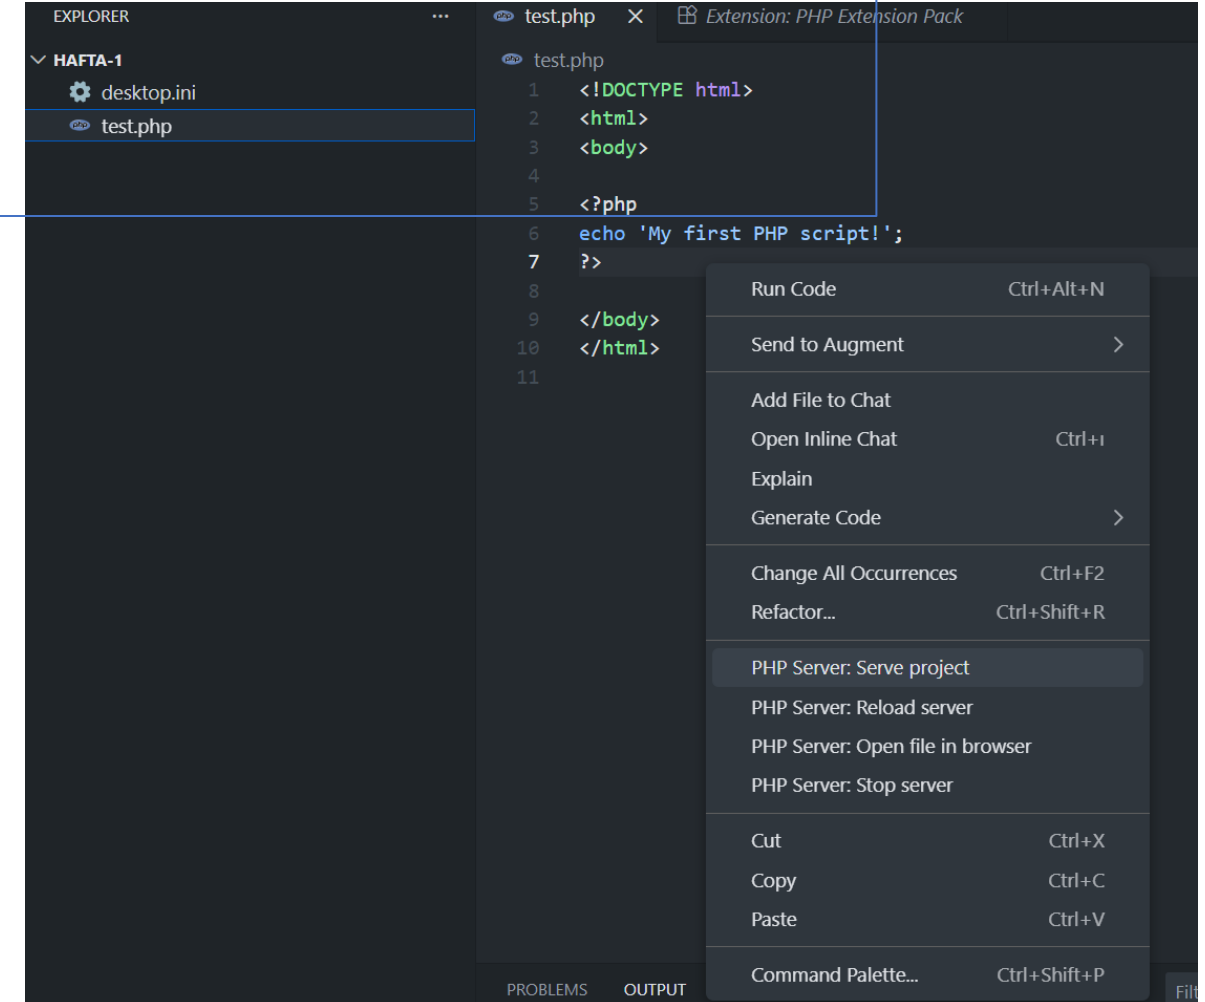 EXPLORER ...
HAFTA-1
desktop.ini
test.php
test.php × Extension: PHP Extension Pack
test.php
1 <!DOCTYPE html>
2 <html>
3 <body>
4
5 <?php
6 echo 'My first PHP script!';
7 ?>
8
9 </body>
10 </html>
11
Run Code Ctrl+Alt+N
Send to Augment >
Add File to Chat
Open Inline Chat Ctrl+ı
Explain
Generate Code >
Change All Occurrences Ctrl+F2
Refactor... Ctrl+Shift+R
PHP Server: Serve project
PHP Server: Reload server
PHP Server: Open file in browser
PHP Server: Stop server
Cut Ctrl+X
Copy Ctrl+C
Paste Ctrl+V
Command Palette... Ctrl+Shift+P
PROBLEMS OUTPUT Filt